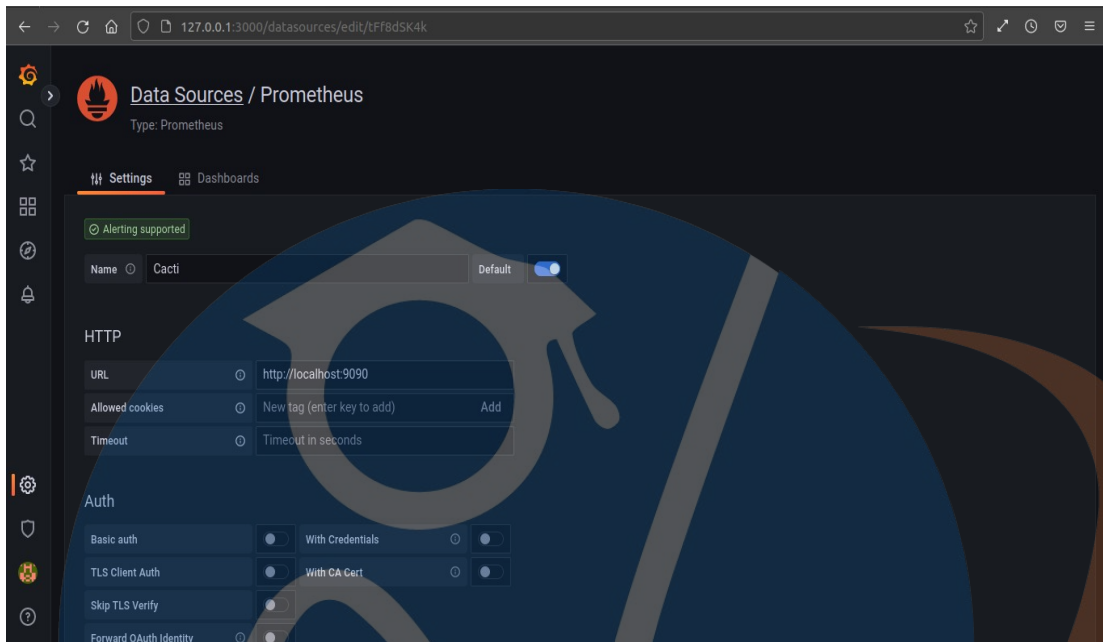 127.0.0.1:3000/datasources/edit/tFf8dSK4k
Data Sources / Prometheus
Type: Prometheus
Settings Dashboards
Alerting supported
Name Cacti Default
HTTP
URL http://localhost:9090
Allowed cookies New tag (enter key to add) Add
Timeout Timeout in seconds
Auth
Basic auth With Credentials
TLS Client Auth With CA Cert
Skip TLS Verify
Forward OAuth Identity